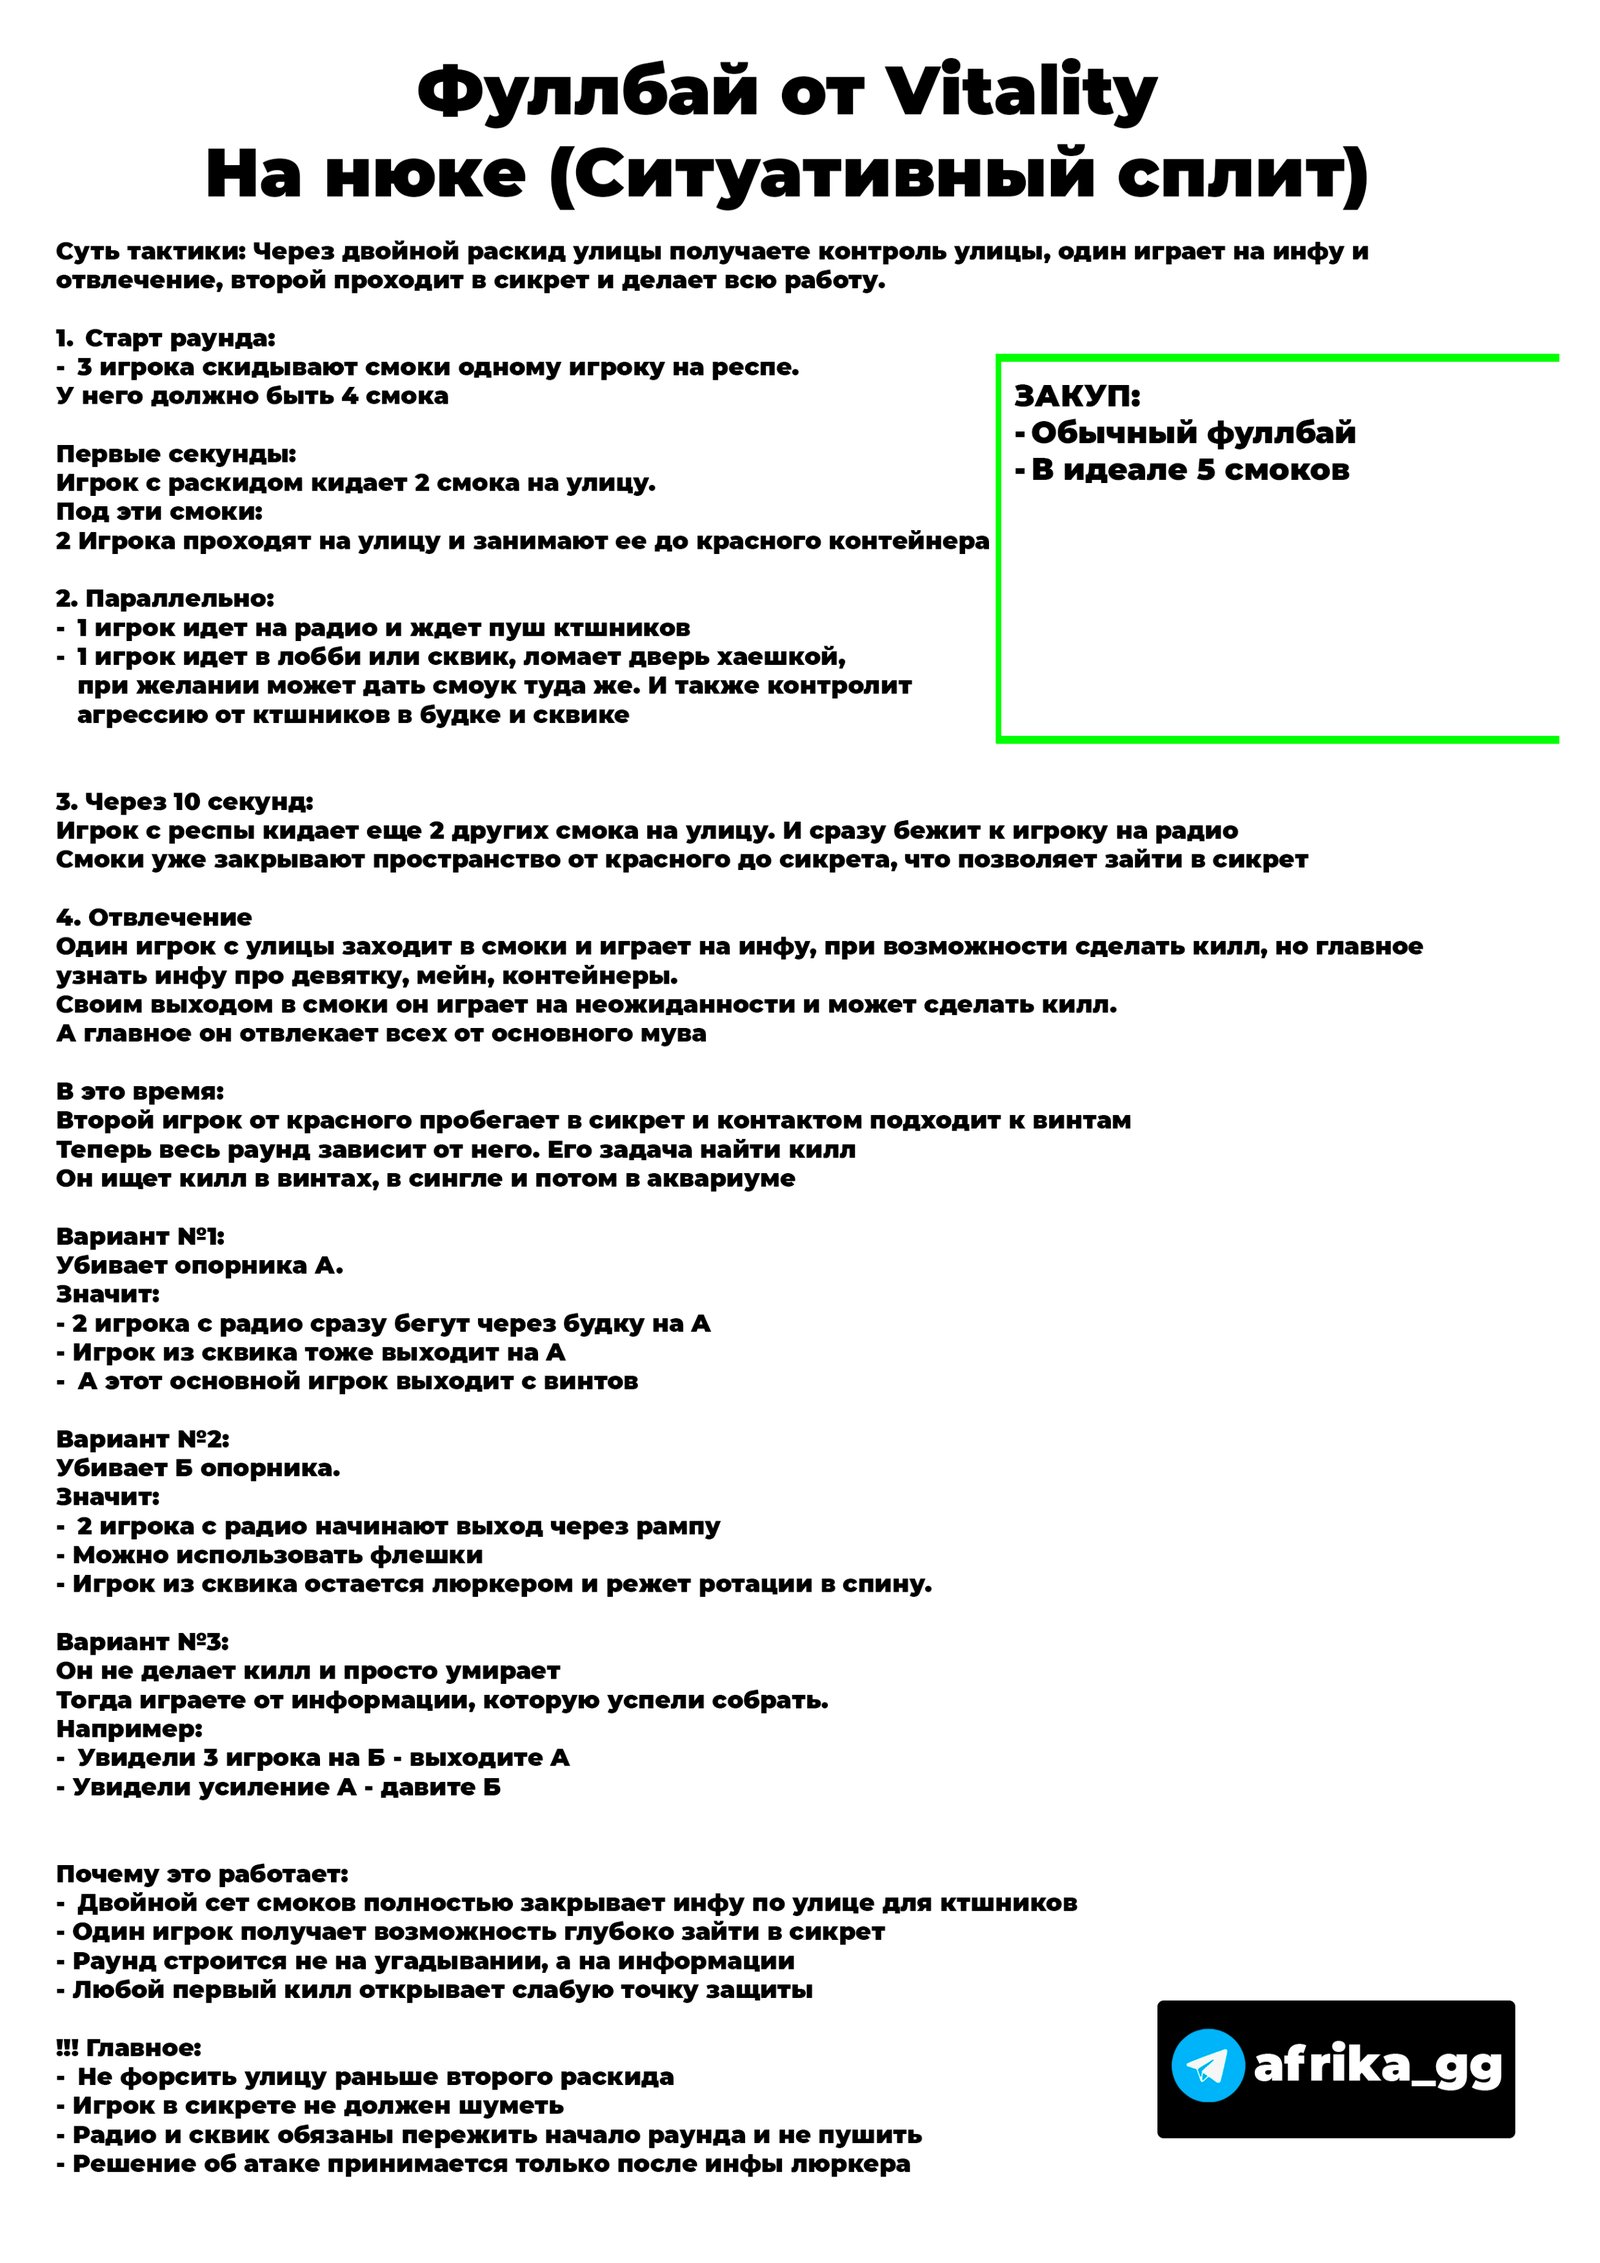 Фуллбай от Vitality
На нюке (Ситуативный сплит)
Суть тактики: Через двойной раскид улицы получаете контроль улицы, один играет на инфу и
отвлечение, второй проходит в сикрет и делает всю работу.
1. Старт раунда:
- 3 игрока скидывают смоки одному игроку на респе.
У него должно быть 4 смока
ЗАКУП:
- Обычный фуллбай
- В идеале 5 смоков
Первые секунды:
Игрок с раскидом кидает 2 смока на улицу.
Под эти смоки:
2 Игрока проходят на улицу и занимают ее до красного контейнера
2. Параллельно:
- 1 игрок идет на радио и ждет пуш ктшников
- 1 игрок идет в лобби или сквик, ломает дверь хаешкой,
при желании может дать смоук туда же. И также контролит
агрессию от ктшников в будке и сквике
3. Через 10 секунд:
Игрок с респы кидает еще 2 других смока на улицу. И сразу бежит к игроку на радио
Смоки уже закрывают пространство от красного до сикрета, что позволяет зайти в сикрет
4. Отвлечение
Один игрок с улицы заходит в смоки и играет на инфу, при возможности сделать килл, но главное
узнать инфу про девятку, мейн, контейнеры.
Своим выходом в смоки он играет на неожиданности и может сделать килл.
А главное он отвлекает всех от основного мува
В это время:
Второй игрок от красного пробегает в сикрет и контактом подходит к винтам
Теперь весь раунд зависит от него. Его задача найти килл
Он ищет килл в винтах, в сингле и потом в аквариуме
Вариант №1:
Убивает опорника А.
Значит:
- 2 игрока с радио сразу бегут через будку на А
- Игрок из сквика тоже выходит на А
- А этот основной игрок выходит с винтов
Вариант №2:
Убивает Б опорника.
Значит:
- 2 игрока с радио начинают выход через рампу
- Можно использовать флешки
- Игрок из сквика остается люркером и режет ротации в спину.
Вариант №3:
Он не делает килл и просто умирает
Тогда играете от информации, которую успели собрать.
Например:
- Увидели 3 игрока на Б - выходите А
- Увидели усиление А - давите Б
Почему это работает:
- Двойной сет смоков полностью закрывает инфу по улице для ктшников
- Один игрок получает возможность глубоко зайти в сикрет
- Раунд строится не на угадывании, а на информации
- Любой первый килл открывает слабую точку защиты
!!! Главное:
- Не форсить улицу раньше второго раскида
- Игрок в сикрете не должен шуметь
- Радио и сквик обязаны пережить начало раунда и не пушить
- Решение об атаке принимается только после инфы люркера
afrika_gg